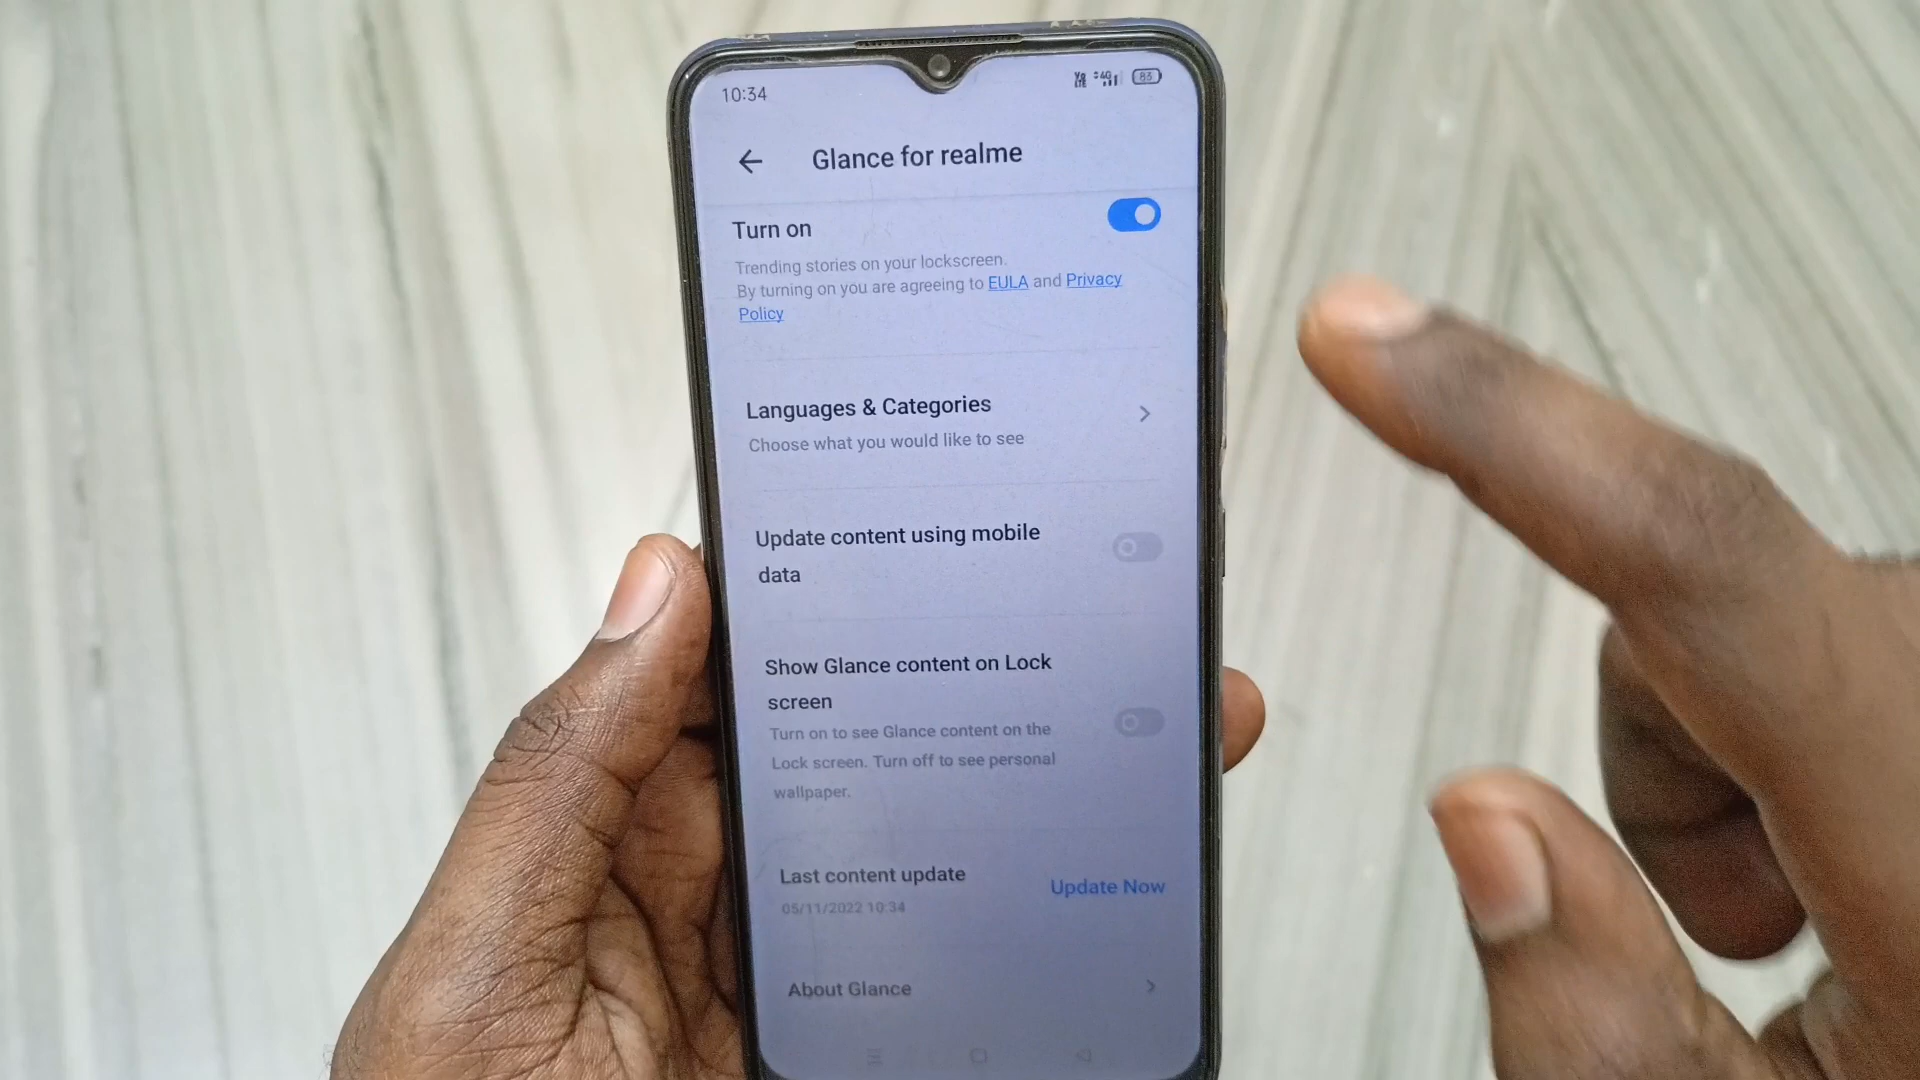 10:34
4G
83
Glance for realme
Turn on
Trending stories on your lockscreen.
By turning on you are agreeing to EULA and Privacy
Policy
Languages & Categories
Choose what you would like to see
Update content using mobile
data
Show Glance content on Lock
screen
Turn on to see Glance content on the
Lock screen. Turn off to see personal
wallpaper.
Last content update
Update Now
05/11/2022 10:34
About Glance